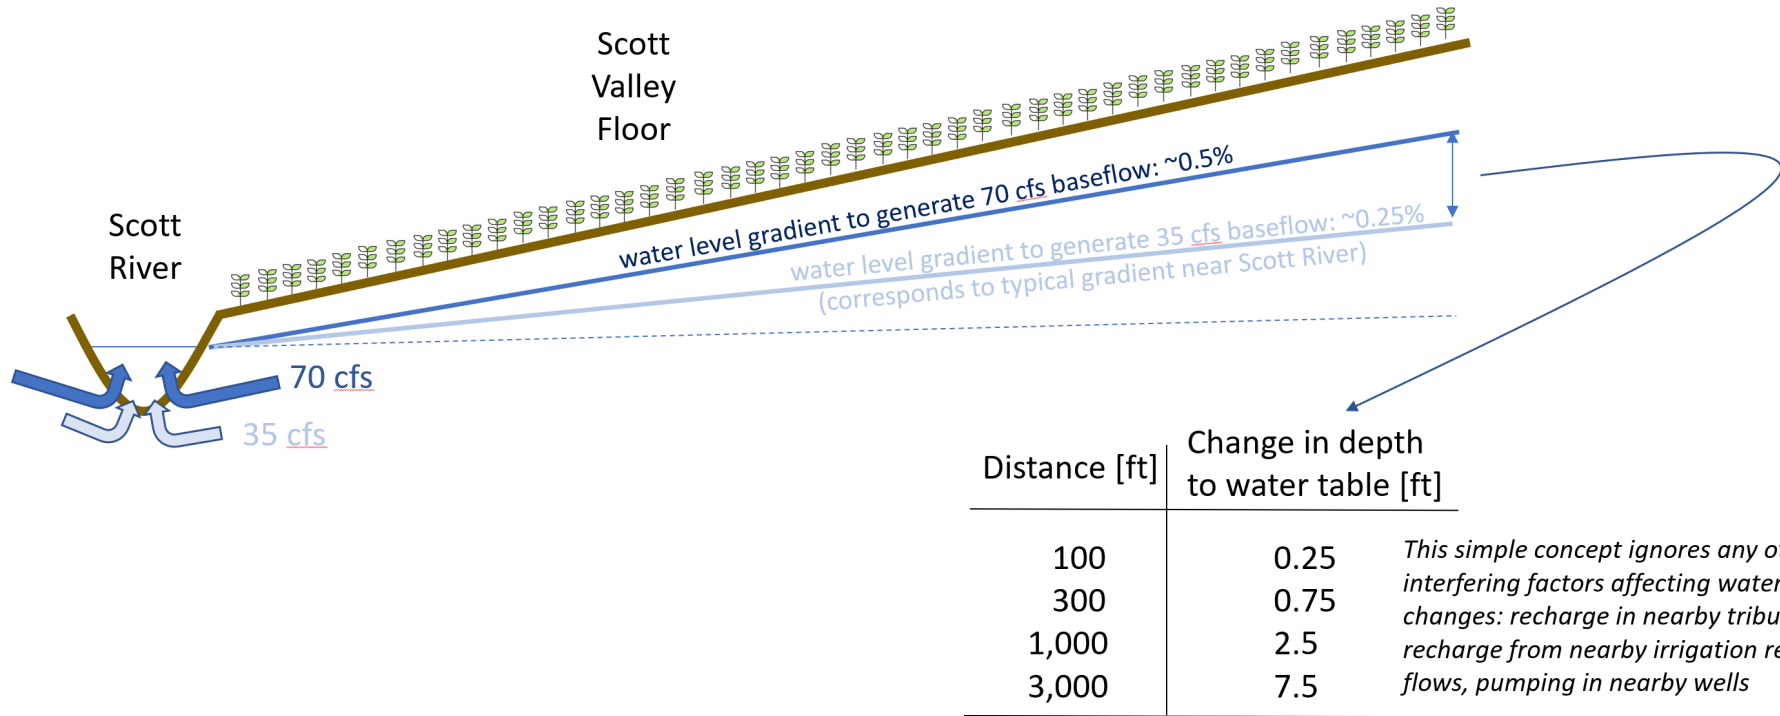 Scott
Valley
Floor
Scott
River
water level gradient to generate 70 cfs baseflow: ~0.5%
water level gradient to generate 35 cfs baseflow: ~0.25%
(corresponds to typical gradient near Scott River)
70 cfs
35 cfs
Distance [ft]
Change in depth
to water table [ft]
100 0.25
300 0.75
1,000 2.5
3,000 7.5
This simple concept ignores any
interfering factors affecting water
changes: recharge in nearby
recharge from nearby irrigation
flows, pumping in nearby wells